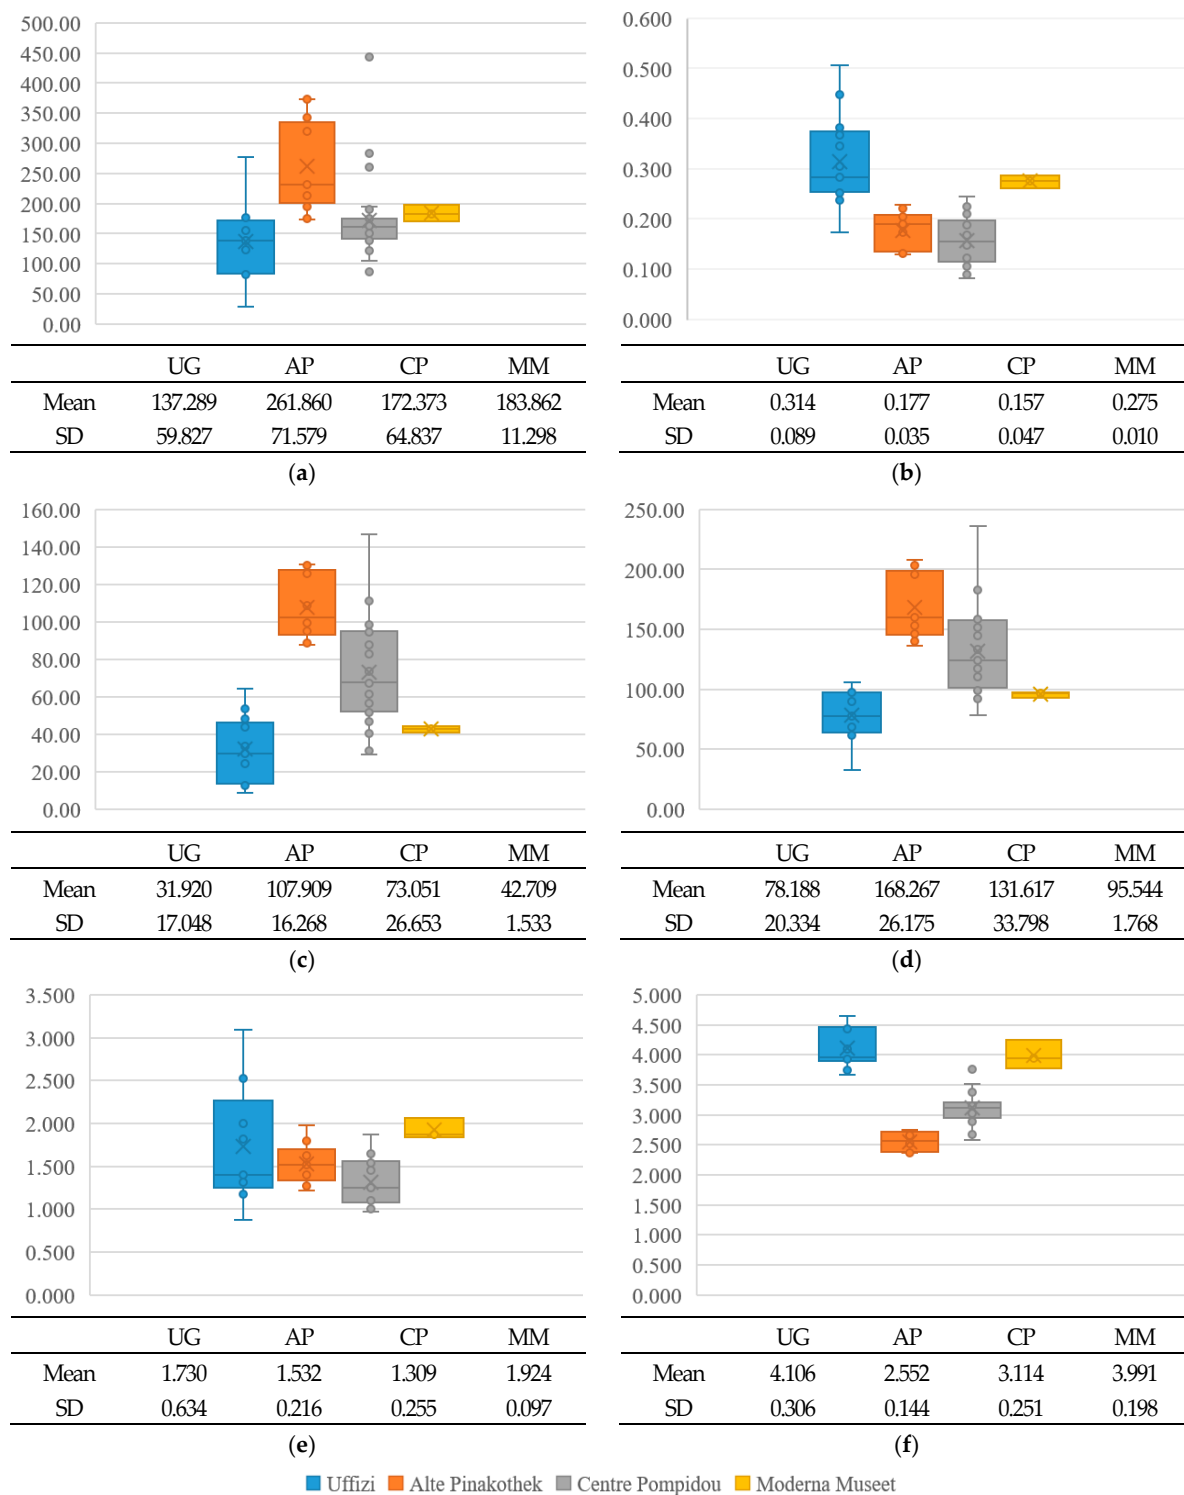 500.00
450.00
400.00
350.00
300.00
250.00
200.00
150.00
100.00
50.00
0.00
UG AP CP MM
Mean 137.289 261.860 172.373 183.862
SD 59.827 71.579 64.837 11.298
(a)
0.600
0.500
0.400
0.300
0.200
0.100
0.000
UG AP CP MM
Mean 0.314 0.177 0.157 0.275
SD 0.089 0.035 0.047 0.010
(b)
160.00
140.00
120.00
100.00
80.00
60.00
40.00
20.00
0.00
UG AP CP MM
Mean 31.920 107.909 73.051 42.709
SD 17.048 16.268 26.653 1.533
(c)
250.00
200.00
150.00
100.00
50.00
0.00
UG AP CP MM
Mean 78.188 168.267 131.617 95.544
SD 20.334 26.175 33.798 1.768
(d)
3.500
3.000
2.500
2.000
1.500
1.000
0.500
0.000
UG AP CP MM
Mean 1.730 1.532 1.309 1.924
SD 0.634 0.216 0.255 0.097
(e)
5.000
4.500
4.000
3.500
3.000
2.500
2.000
1.500
1.000
0.500
0.000
UG AP CP MM
Mean 4.106 2.552 3.114 3.991
SD 0.306 0.144 0.251 0.198
(f)
Uffizi Alte Pinakothek Centre Pompidou Moderna Museet